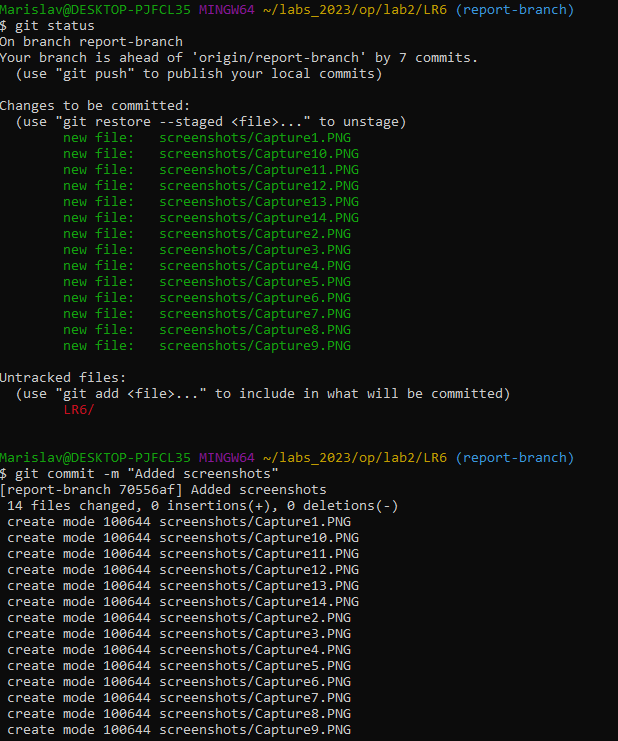 Marislav@DESKTOP-PJFCL35 MINGW64 ~/labs_2023/op/lab2/LR6 (report-branch)
$ git status
On branch report-branch
Your branch is ahead of 'origin/report-branch' by 7 commits.
  (use "git push" to publish your local commits)

Changes to be committed:
  (use "git restore --staged <file>..." to unstage)
        new file:   screenshots/Capture1.PNG
        new file:   screenshots/Capture10.PNG
        new file:   screenshots/Capture11.PNG
        new file:   screenshots/Capture12.PNG
        new file:   screenshots/Capture13.PNG
        new file:   screenshots/Capture14.PNG
        new file:   screenshots/Capture2.PNG
        new file:   screenshots/Capture3.PNG
        new file:   screenshots/Capture4.PNG
        new file:   screenshots/Capture5.PNG
        new file:   screenshots/Capture6.PNG
        new file:   screenshots/Capture7.PNG
        new file:   screenshots/Capture8.PNG
        new file:   screenshots/Capture9.PNG

Untracked files:
  (use "git add <file>..." to include in what will be committed)
        LR6/

Marislav@DESKTOP-PJFCL35 MINGW64 ~/labs_2023/op/lab2/LR6 (report-branch)
$ git commit -m "Added screenshots"
[report-branch 70556af] Added screenshots
 14 files changed, 0 insertions(+), 0 deletions(-)
 create mode 100644 screenshots/Capture1.PNG
 create mode 100644 screenshots/Capture10.PNG
 create mode 100644 screenshots/Capture11.PNG
 create mode 100644 screenshots/Capture12.PNG
 create mode 100644 screenshots/Capture13.PNG
 create mode 100644 screenshots/Capture14.PNG
 create mode 100644 screenshots/Capture2.PNG
 create mode 100644 screenshots/Capture3.PNG
 create mode 100644 screenshots/Capture4.PNG
 create mode 100644 screenshots/Capture5.PNG
 create mode 100644 screenshots/Capture6.PNG
 create mode 100644 screenshots/Capture7.PNG
 create mode 100644 screenshots/Capture8.PNG
 create mode 100644 screenshots/Capture9.PNG